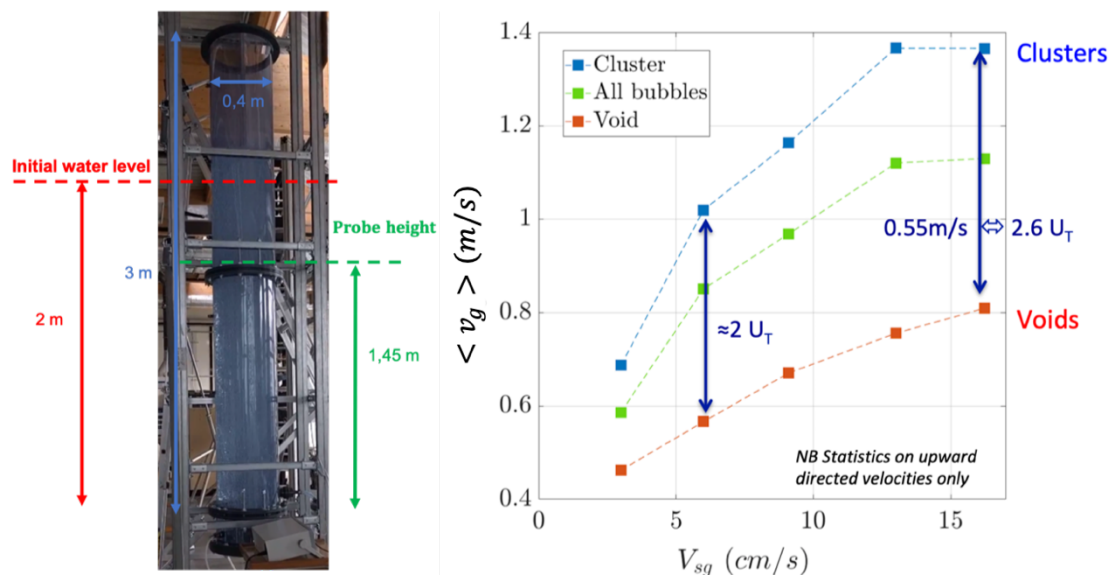 0,4 m
Initial water level
Probe height
3 m
2 m
1,45 m
< v_g > (m/s)
1.4
1.2
1
0.8
0.6
0.4
Cluster
All bubbles
Void
Clusters
0.55m/s ⇔ 2.6 U_T
≈2 U_T
Voids
NB Statistics on upward
directed velocities only
0
5
10
15
V_sg (cm/s)